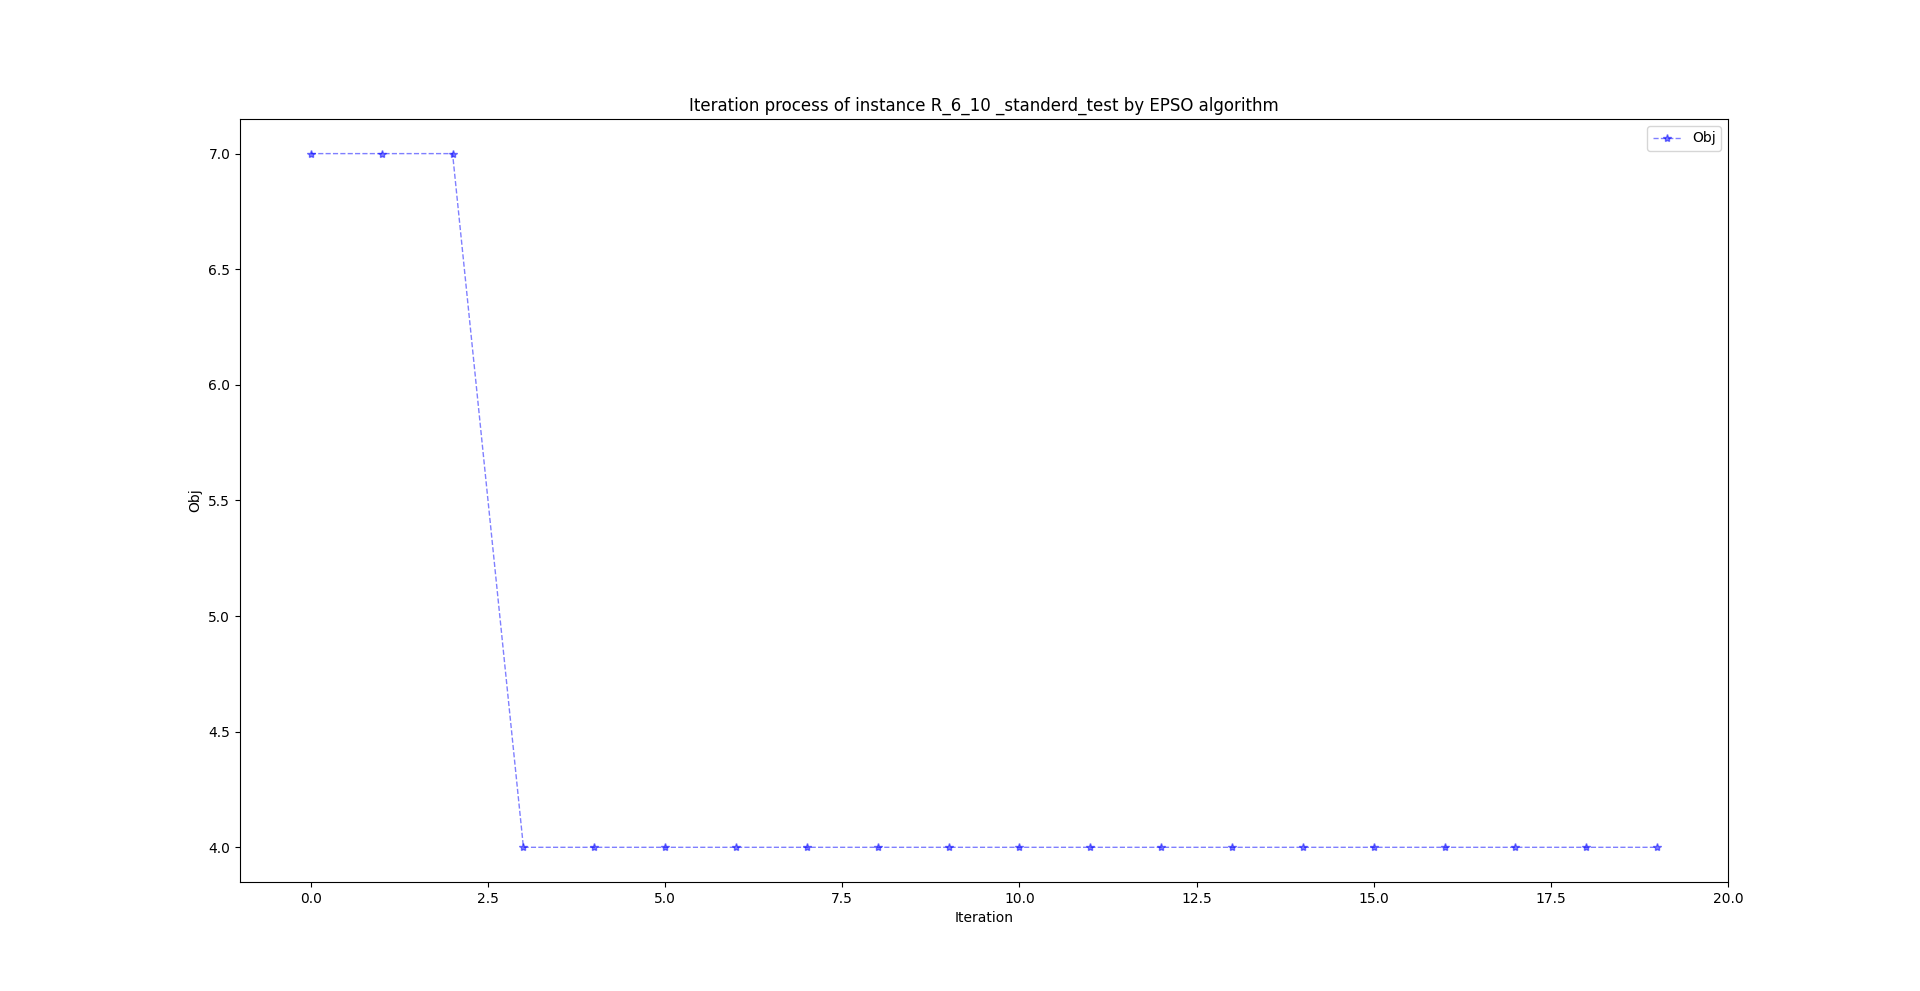 Iteration process of instance R_6_10 _standerd_test by EPSO algorithm
Obj
7.0
6.5
6.0
5.5
5.0
4.5
4.0
Obj
0.0 2.5 5.0 7.5 10.0 12.5 15.0 17.5 20.0
Iteration